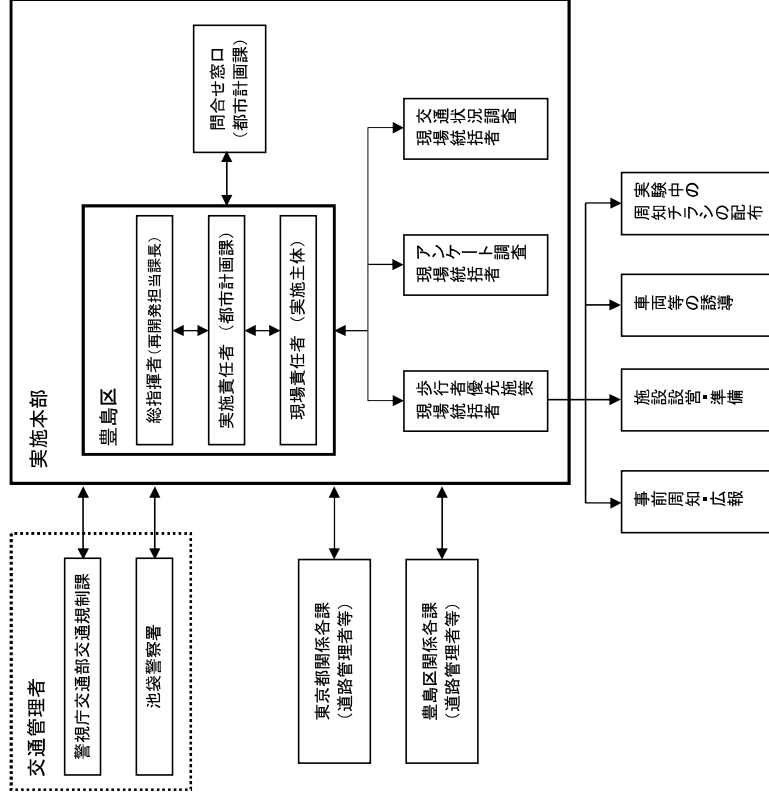 交通管理者
警視庁交通部交通規制課
池袋警察署
東京都関係各課
(道路管理者等)
豊島区関係各課
(道路管理者等)
実施本部
豊島区
総指揮者(再開発担当課長)
実施責任者 (都市計画課)
現場責任者 (実施主体)
問合せ窓口
(都市計画課)
歩行者優先施策
現場統括者
アンケート調査
現場統括者
交通状況調査
現場統括者
事前周知・広報
施設設営・準備
車両等の誘導
実験中の
周知チラシの配布